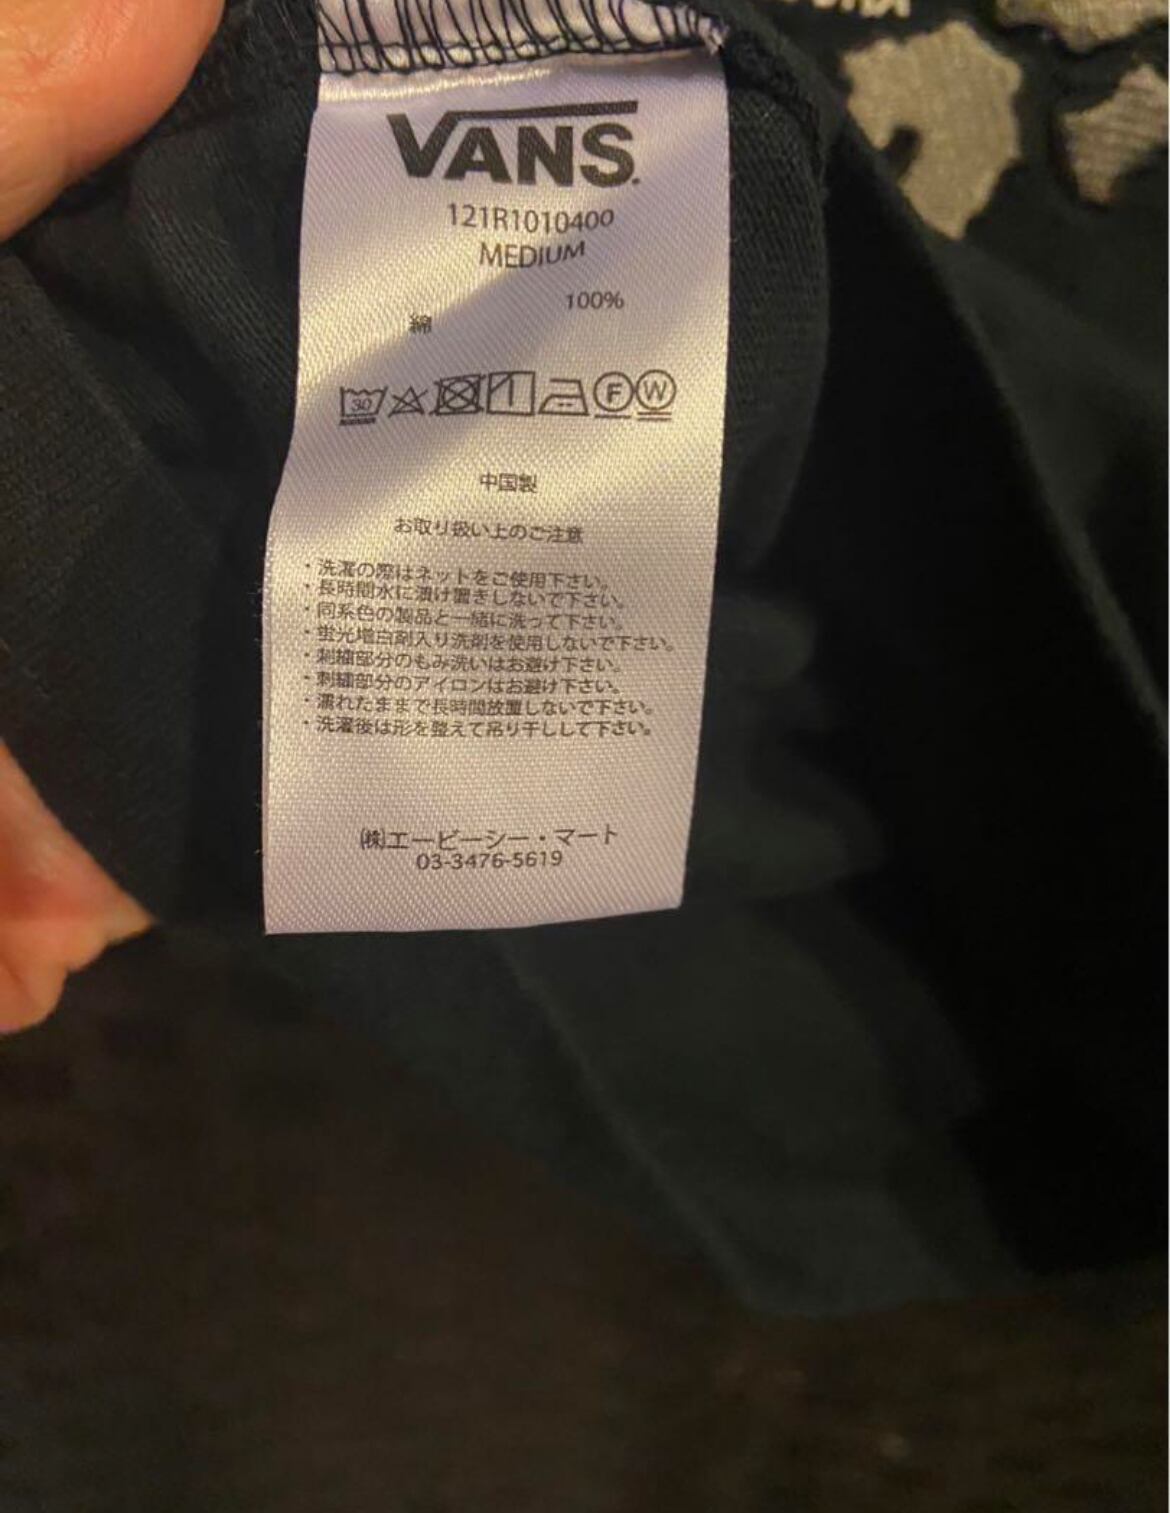 VANS
121R1010400
MEDIUM
綿 100%
30
F W
中国製
お取り扱い上のご注意
・洗濯の際はネットをご使用下さい。
・長時間水に漬け置きしないで下さい。
・同系色の製品と一緒に洗って下さい。
・蛍光増白剤入り洗剤を使用しないで下さい。
・刺繍部分のもみ洗いはお避け下さい。
・刺繍部分のアイロンはお避け下さい。
・濡れたままで長時間放置しないで下さい。
・洗濯後は形を整えて吊り干しして下さい。
㈱エービーシー・マート
03-3476-5619